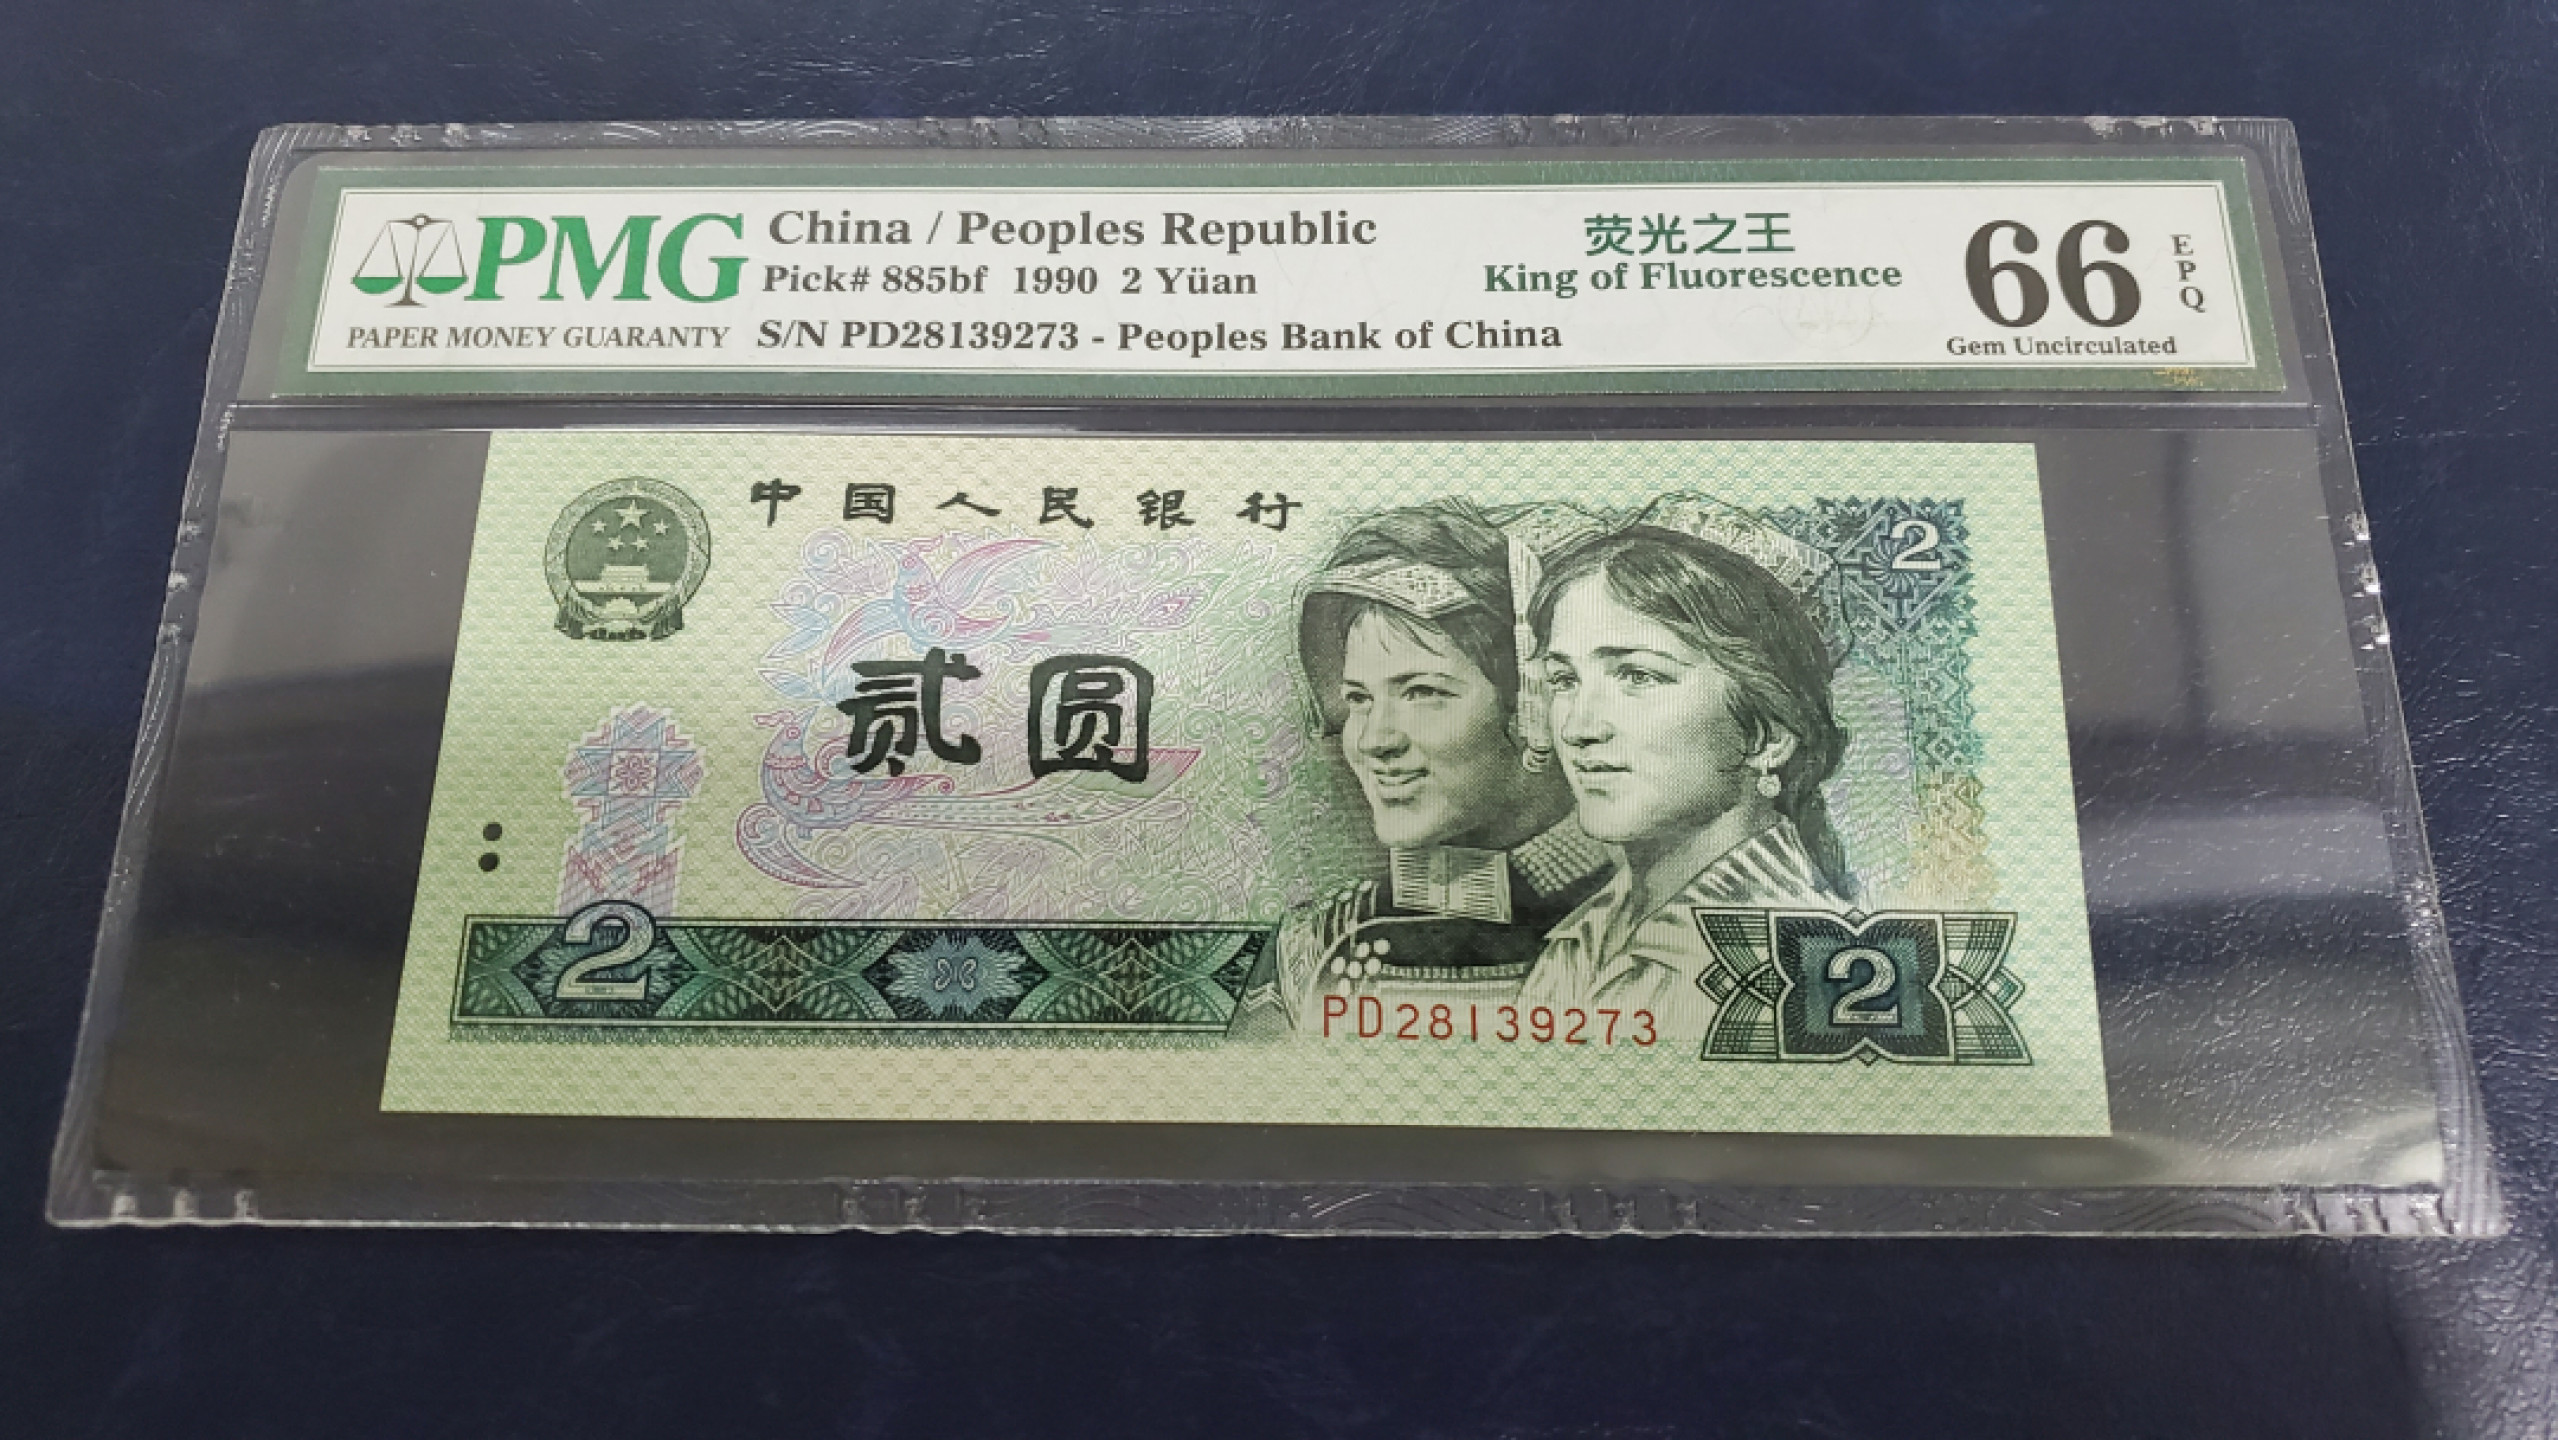 PMG
PAPER MONEY GUARANTY
China / Peoples Republic
Pick# 885bf 1990 2 Yüan
S/N PD28139273 - Peoples Bank of China
荧光之王
King of Fluorescence
66
EPQ
Gem Uncirculated
中国人民银行
2
贰圆
2
PD28139273
2